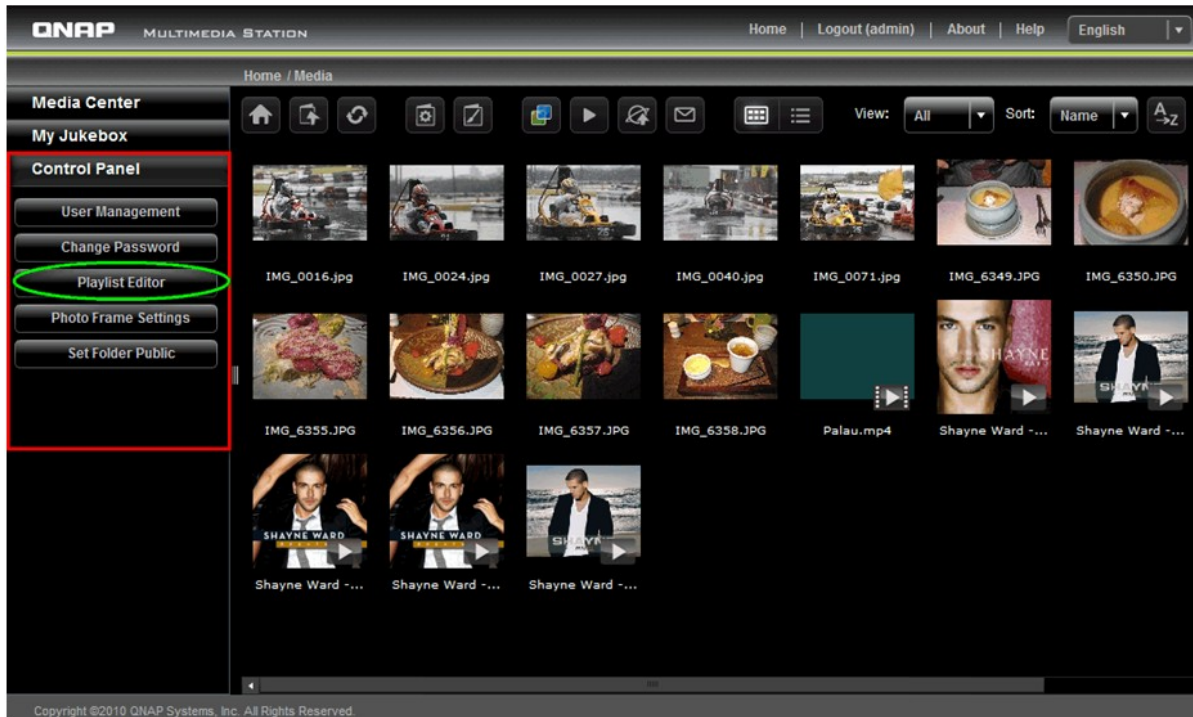 QNAP MULTIMEDIA STATION
Home | Logout (admin) | About | Help English
Home / Media
Media Center
My Jukebox
Control Panel
User Management
Change Password
Playlist Editor
Photo Frame Settings
Set Folder Public
View: All Sort: Name A→Z
IMG_0016.jpg IMG_0024.jpg IMG_0027.jpg IMG_0040.jpg IMG_0071.jpg IMG_6349.JPG IMG_6350.JPG
SHAYNE
IMG_6355.JPG IMG_6356.JPG IMG_6357.JPG IMG_6358.JPG Palau.mp4 Shayne Ward -... Shayne Ward -...
SHAYNE WARD SHAYNE WARD
Shayne Ward -... Shayne Ward -... Shayne Ward -...
Copyright ©2010 QNAP Systems, Inc. All Rights Reserved.